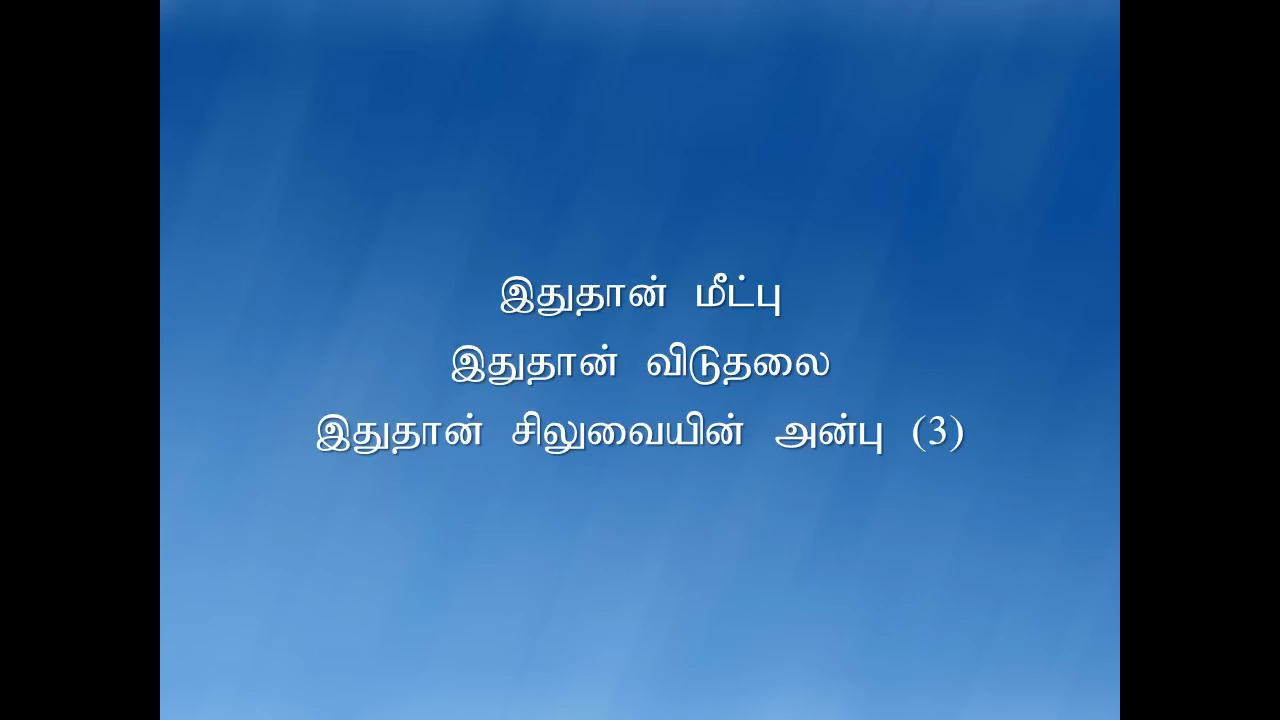 இதுதான் மீட்பு
இதுதான் விடுதலை
இதுதான் சிலுவையின் அன்பு (3)